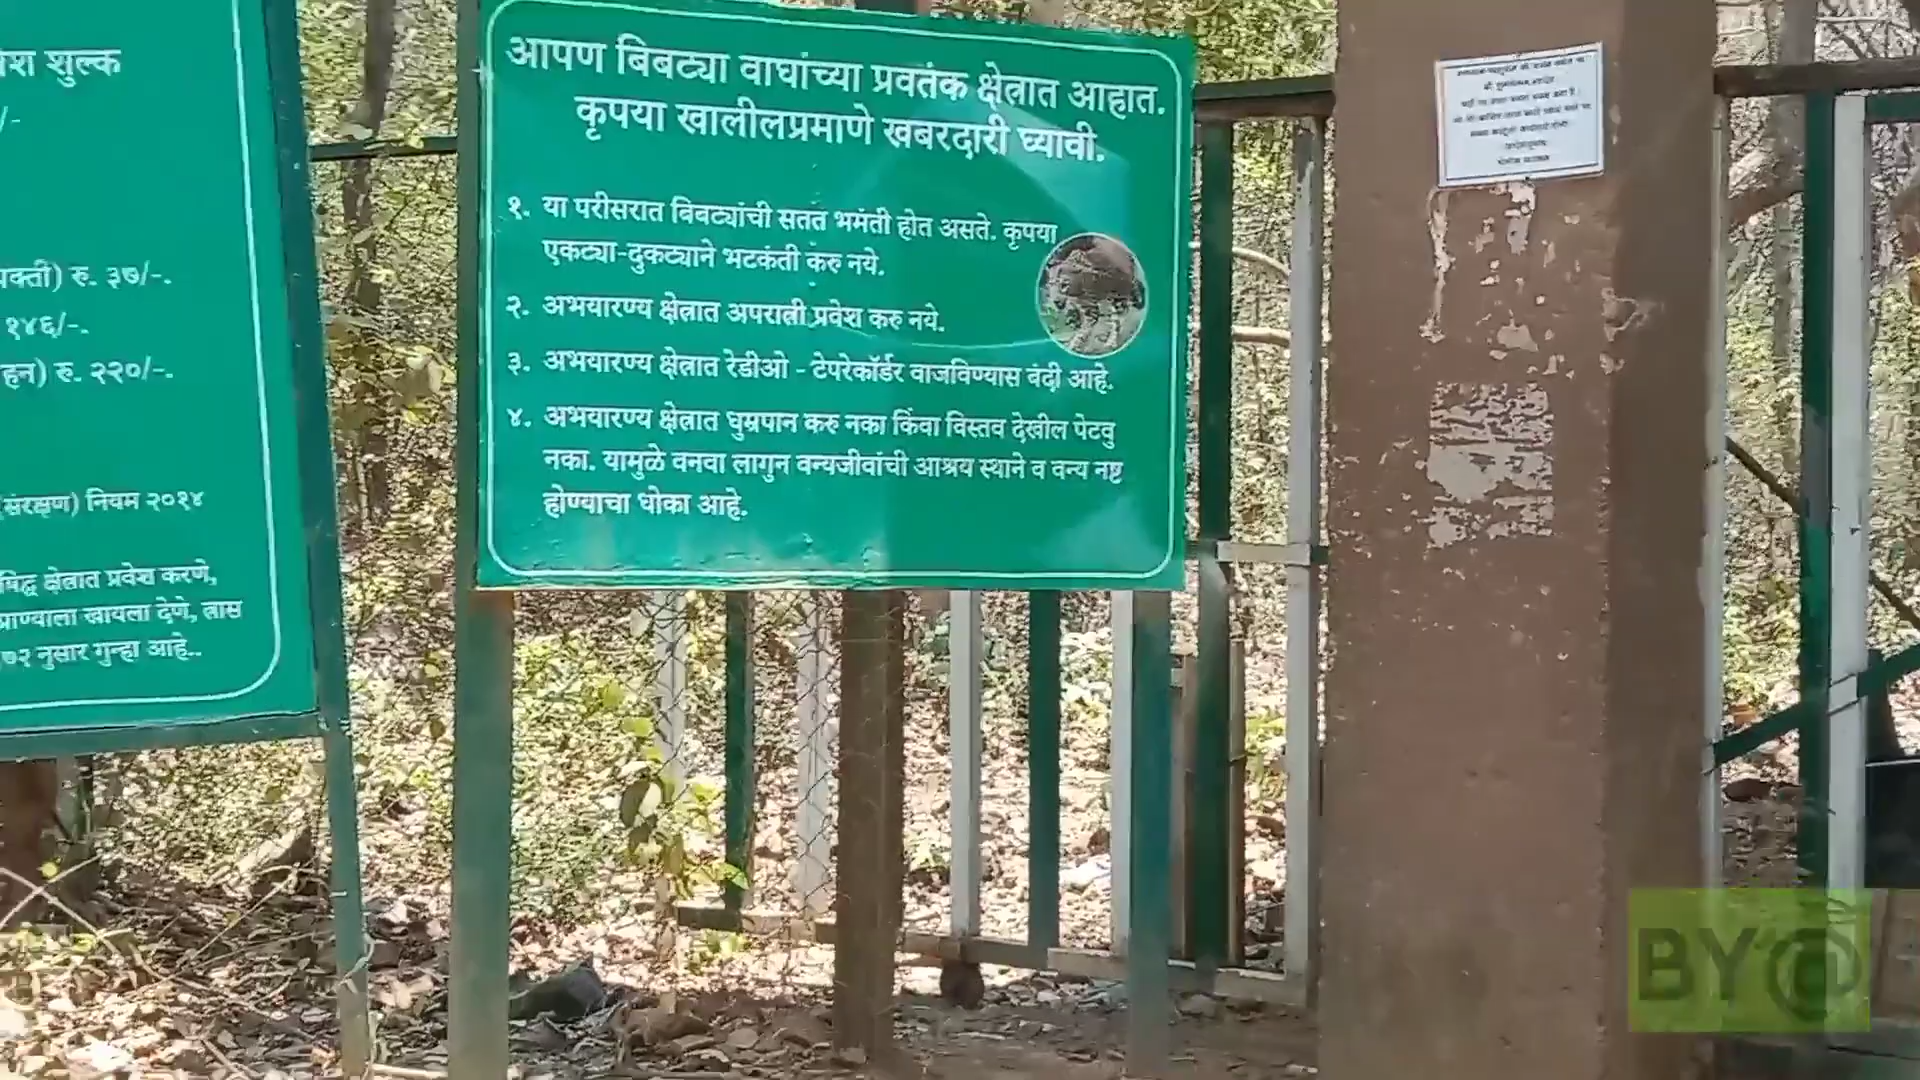 श शुल्क
/-
क्ती) रु. ३७/-.
१४६/-.
हन) रु. २२०/-.
(संरक्षण) नियम २०१४
षिद्ध क्षेत्रात प्रवेश करणे,
प्राण्याला खायला देणे, त्रास
७२ नुसार गुन्हा आहे..
आपण बिबट्या वाघांच्या प्रवर्तक क्षेत्रात आहात.
कृपया खालीलप्रमाणे खबरदारी घ्यावी.
१. या परीसरात बिबट्यांची सतत भमंती होत असते. कृपया
एकट्या-दुकट्याने भटकंती करु नये.
२. अभयारण्य क्षेत्रात अपरात्री प्रवेश करु नये.
३. अभयारण्य क्षेत्रात रेडीओ - टेपरेकॉर्डर वाजविण्यास बंदी आहे.
४. अभयारण्य क्षेत्रात घुम्रपान करु नका किंवा विस्तव देखील पेटवु
नका. यामुळे वनवा लागुन वन्यजीवांची आश्रय स्थाने व वन्य नष्ट
होण्याचा धोका आहे.
BY@